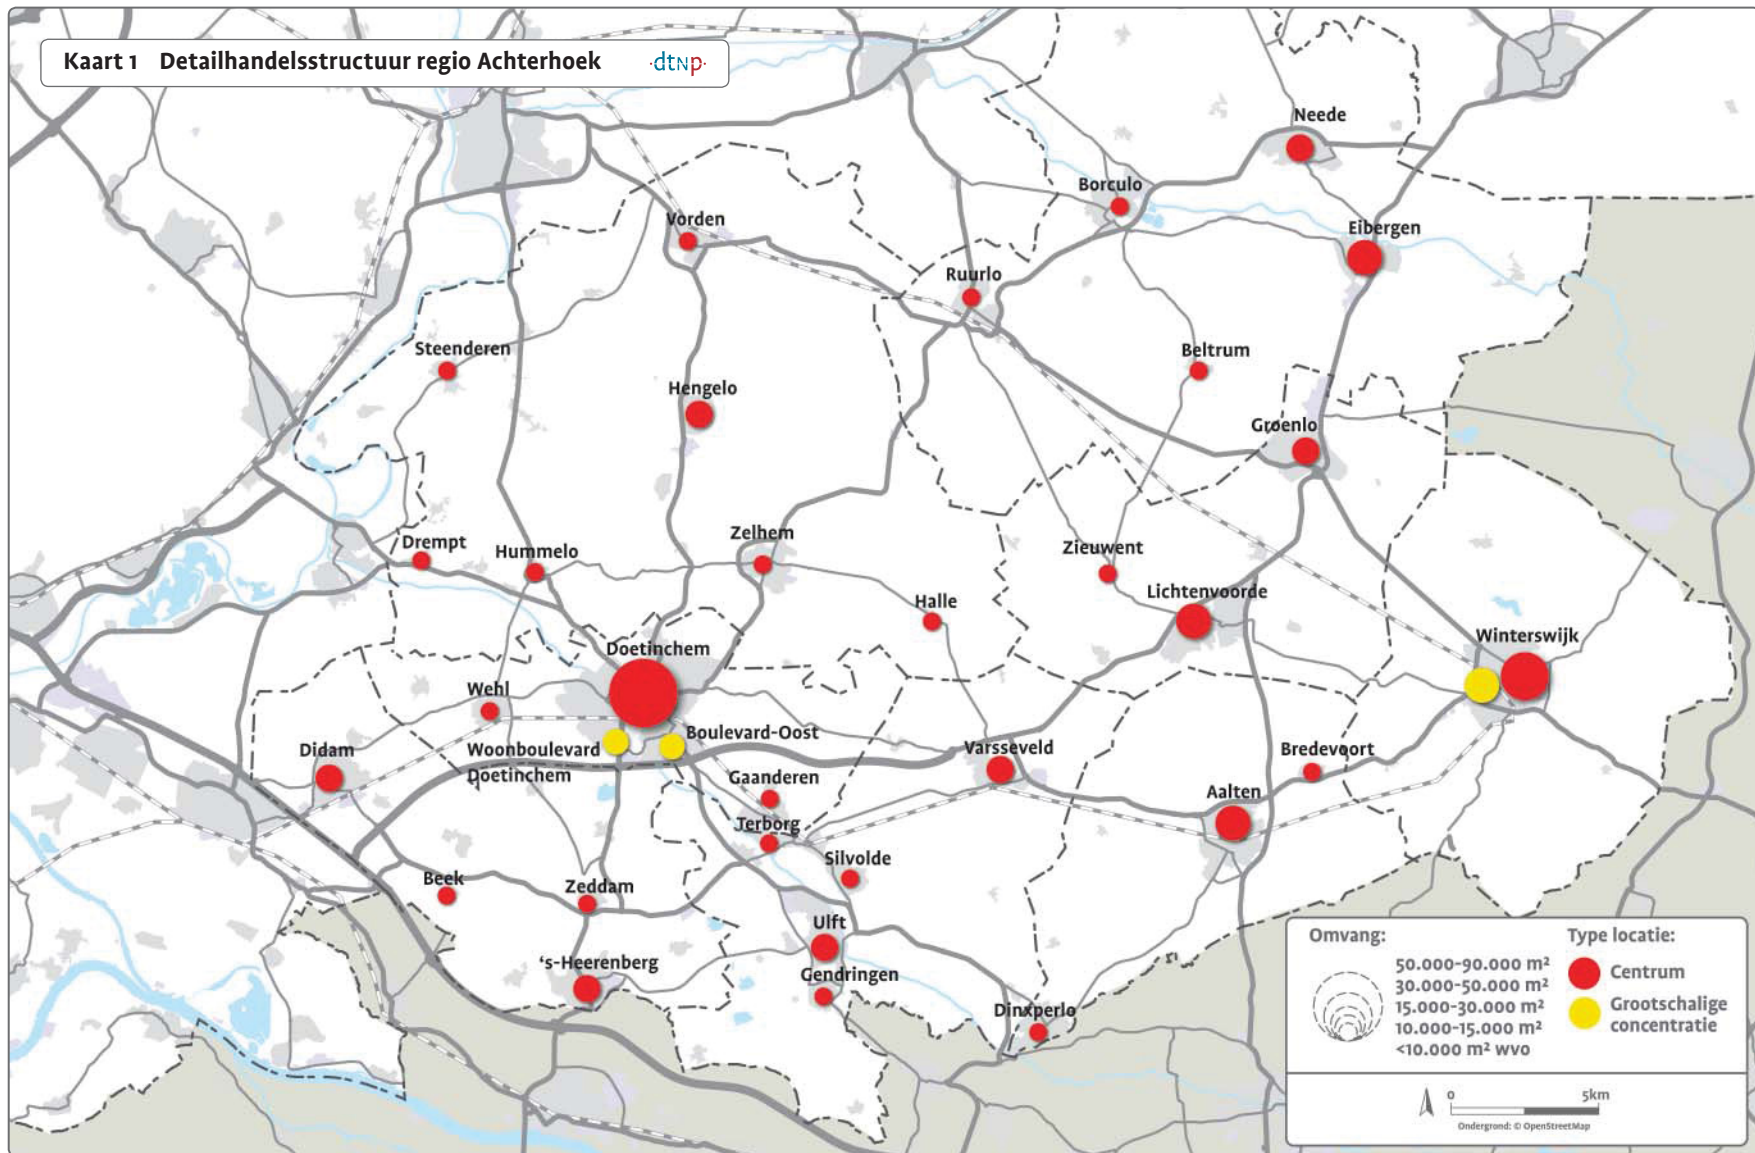 Kaart 1 Detailhandelsstructuur regio Achterhoek ·dtnp·
Neede
Borculo
Vorden
Eibergen
Ruurlo
Steenderen
Beltrum
Hengelo
Groenlo
Drempt
Hummelo
Zelhem
Zieuwent
Lichtenvoorde
Halle
Winterswijk
Doetinchem
Wehl
Didam
Woonboulevard
Doetinchem
Boulevard-Oost
Varsseveld
Bredevoort
Gaanderen
Aalten
Terborg
Silvolde
Beek
Zeddam
Ulft
's-Heerenberg
Gendringen
Dinxperlo
Omvang:
50.000-90.000 m²
30.000-50.000 m²
15.000-30.000 m²
10.000-15.000 m²
<10.000 m² wvo
Type locatie:
Centrum
Grootschalige
concentratie
0 5km
Ondergrond: © OpenStreetMap